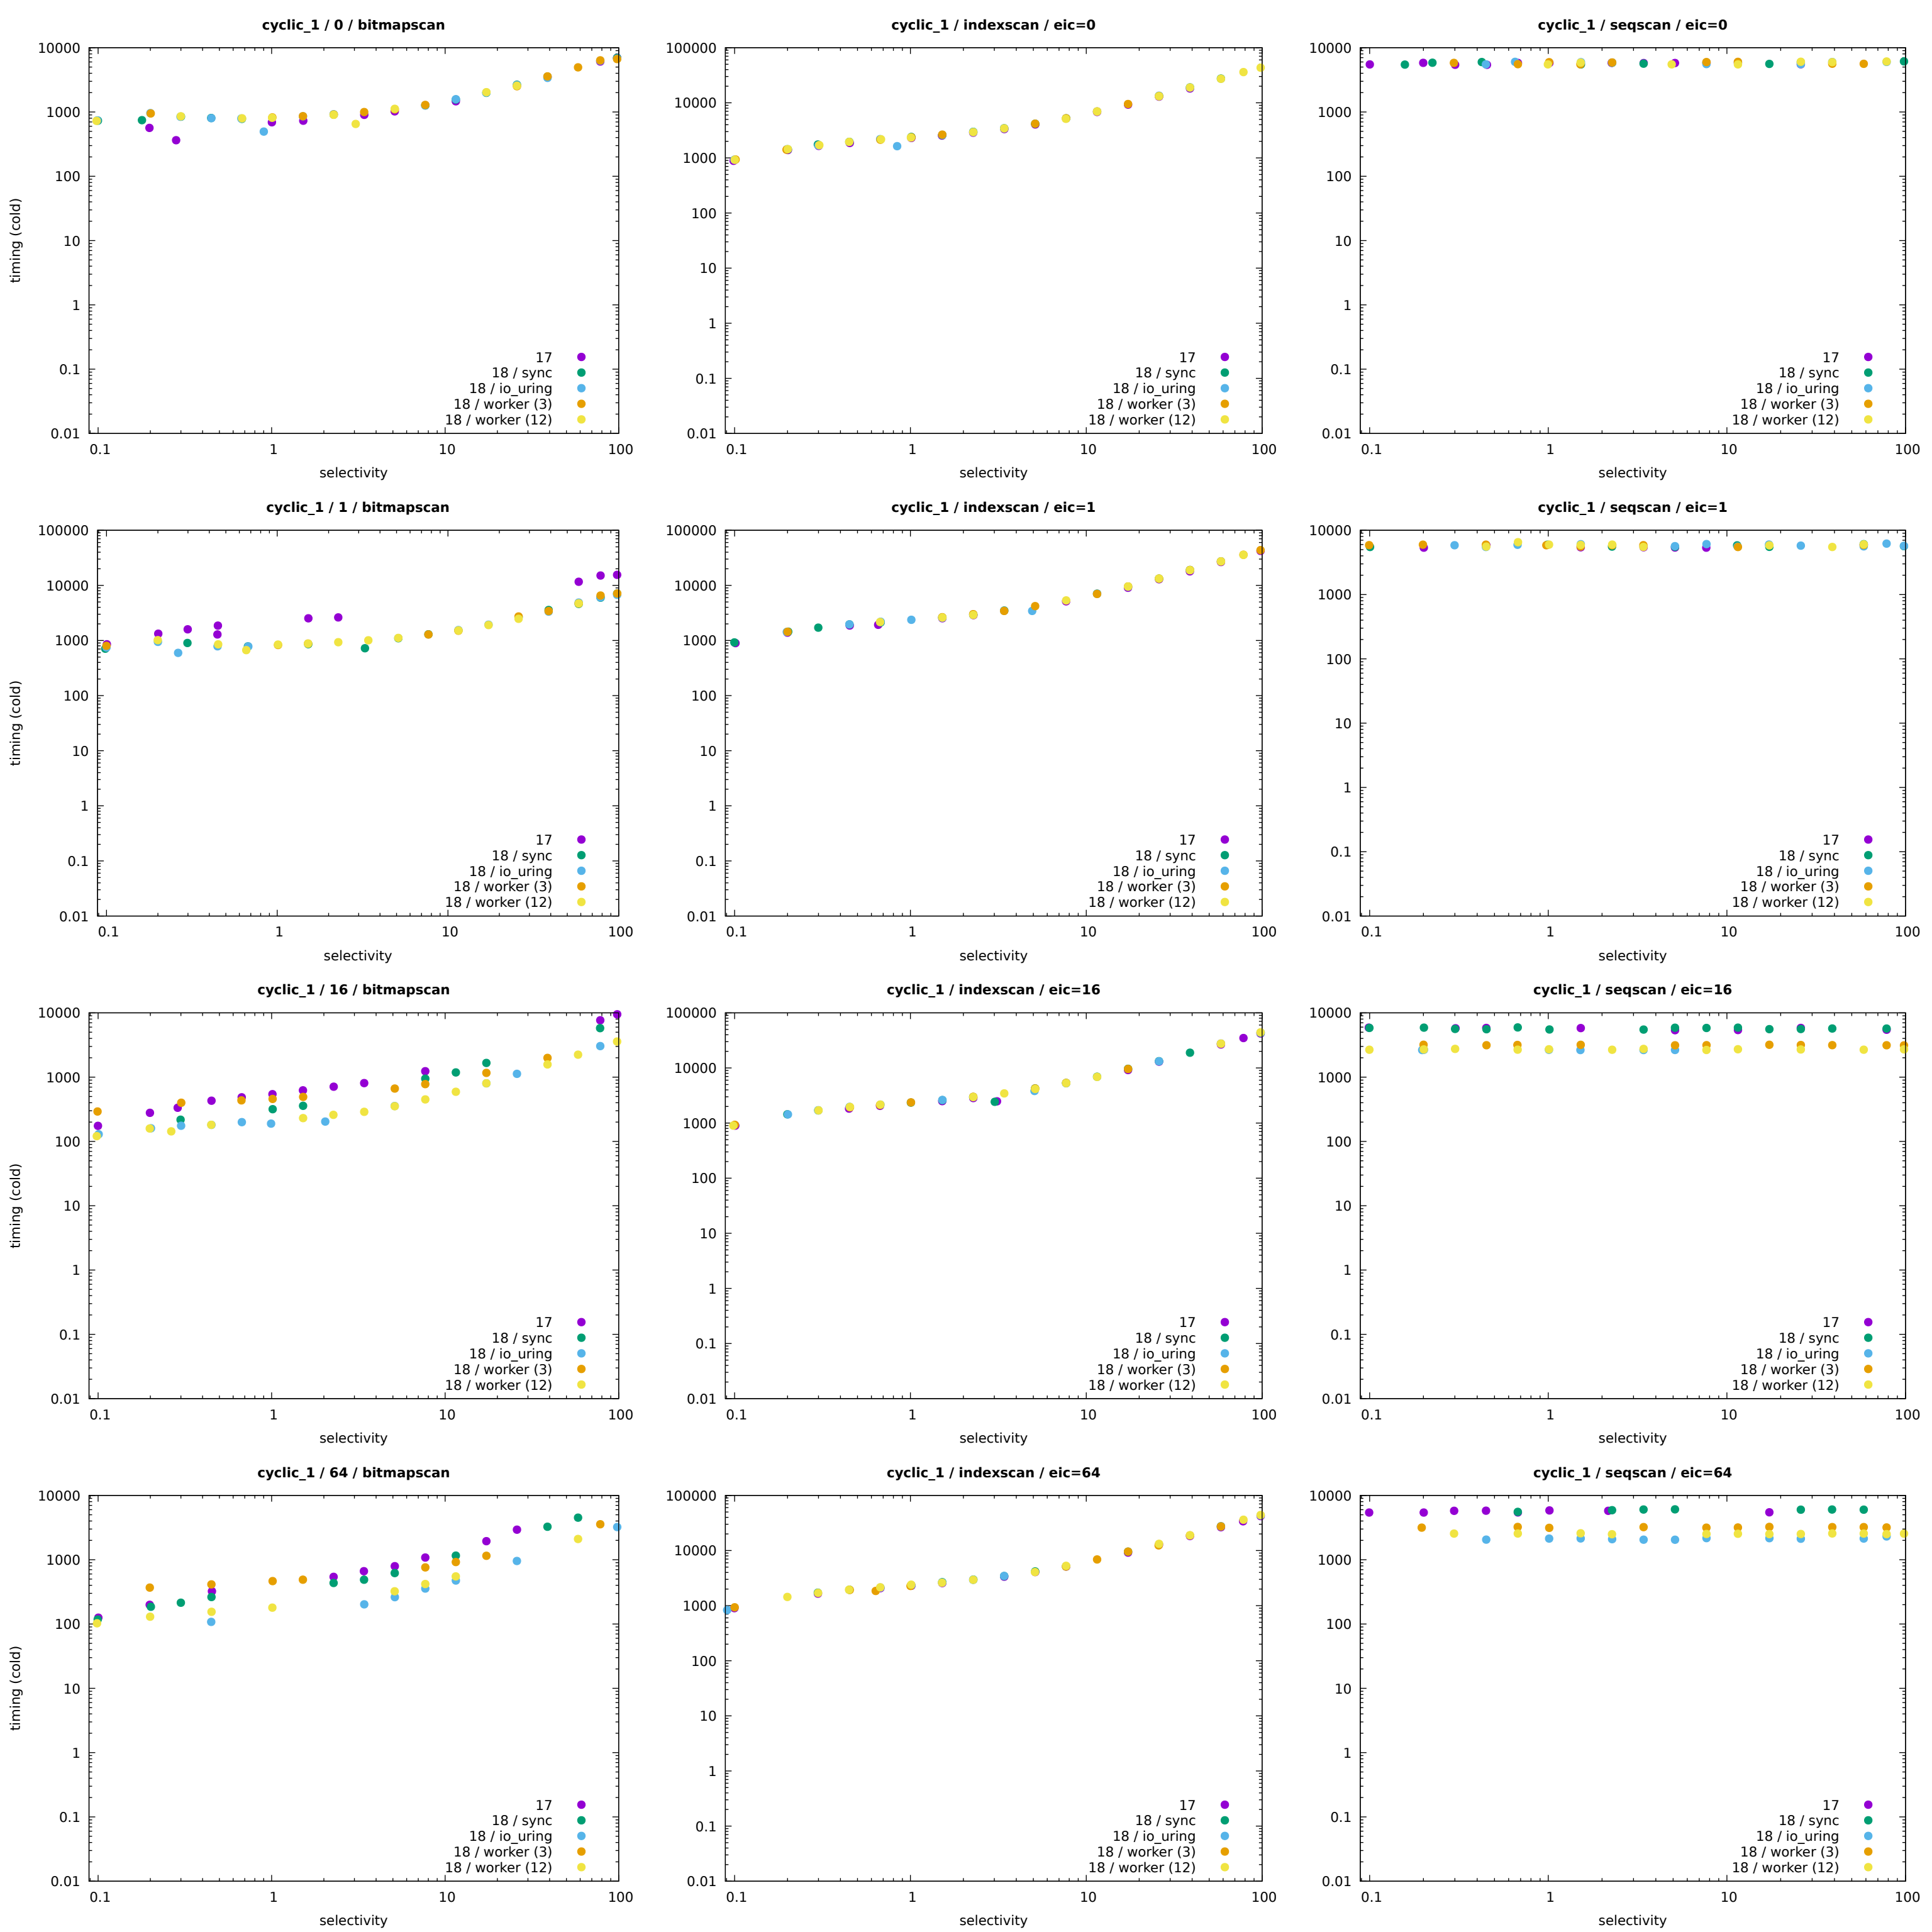 cyclic_1 / 0 / bitmapscan
timing (cold)
10000
1000
100
10
1
0.1
0.01
17
18 / sync
18 / io_uring
18 / worker (3)
18 / worker (12)
0.1 1 10 100
selectivity
cyclic_1 / indexscan / eic=0
100000
10000
1000
100
10
1
0.1
0.01
17
18 / sync
18 / io_uring
18 / worker (3)
18 / worker (12)
0.1 1 10 100
selectivity
cyclic_1 / seqscan / eic=0
10000
1000
100
10
1
0.1
0.01
17
18 / sync
18 / io_uring
18 / worker (3)
18 / worker (12)
0.1 1 10 100
selectivity
cyclic_1 / 1 / bitmapscan
timing (cold)
100000
10000
1000
100
10
1
0.1
0.01
17
18 / sync
18 / io_uring
18 / worker (3)
18 / worker (12)
0.1 1 10 100
selectivity
cyclic_1 / indexscan / eic=1
100000
10000
1000
100
10
1
0.1
0.01
17
18 / sync
18 / io_uring
18 / worker (3)
18 / worker (12)
0.1 1 10 100
selectivity
cyclic_1 / seqscan / eic=1
10000
1000
100
10
1
0.1
0.01
17
18 / sync
18 / io_uring
18 / worker (3)
18 / worker (12)
0.1 1 10 100
selectivity
cyclic_1 / 16 / bitmapscan
timing (cold)
10000
1000
100
10
1
0.1
0.01
17
18 / sync
18 / io_uring
18 / worker (3)
18 / worker (12)
0.1 1 10 100
selectivity
cyclic_1 / indexscan / eic=16
100000
10000
1000
100
10
1
0.1
0.01
17
18 / sync
18 / io_uring
18 / worker (3)
18 / worker (12)
0.1 1 10 100
selectivity
cyclic_1 / seqscan / eic=16
10000
1000
100
10
1
0.1
0.01
17
18 / sync
18 / io_uring
18 / worker (3)
18 / worker (12)
0.1 1 10 100
selectivity
cyclic_1 / 64 / bitmapscan
timing (cold)
10000
1000
100
10
1
0.1
0.01
17
18 / sync
18 / io_uring
18 / worker (3)
18 / worker (12)
0.1 1 10 100
selectivity
cyclic_1 / indexscan / eic=64
100000
10000
1000
100
10
1
0.1
0.01
17
18 / sync
18 / io_uring
18 / worker (3)
18 / worker (12)
0.1 1 10 100
selectivity
cyclic_1 / seqscan / eic=64
10000
1000
100
10
1
0.1
0.01
17
18 / sync
18 / io_uring
18 / worker (3)
18 / worker (12)
0.1 1 10 100
selectivity